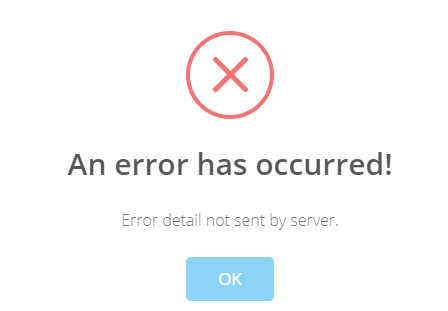 An error has occurred!
Error detail not sent by server.
OK